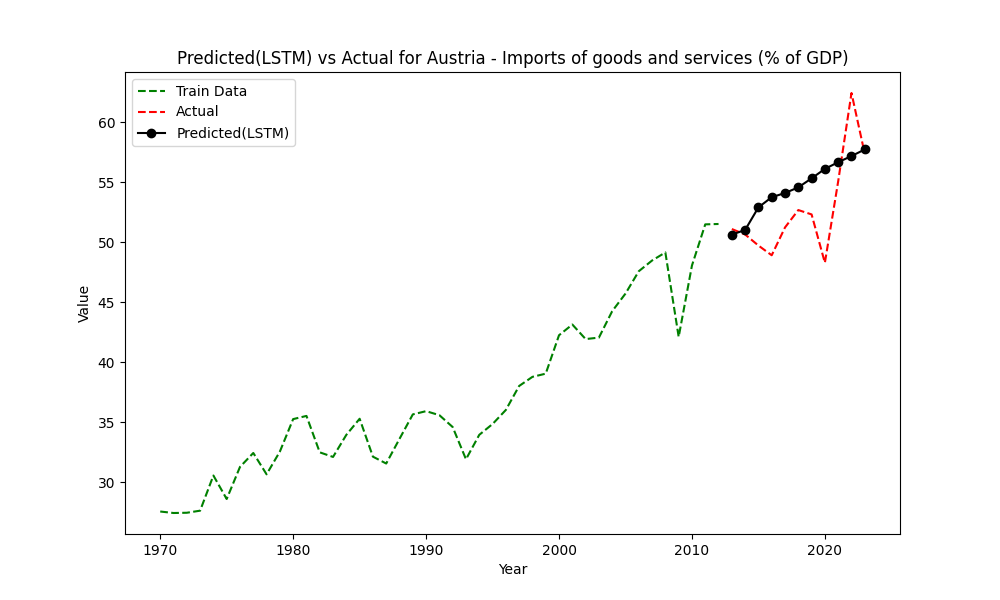 Predicted(LSTM) vs Actual for Austria - Imports of goods and services (% of GDP)
Train Data
Actual
Predicted(LSTM)
60
55
50
45
40
35
30
Value
1970 1980 1990 2000 2010 2020
Year